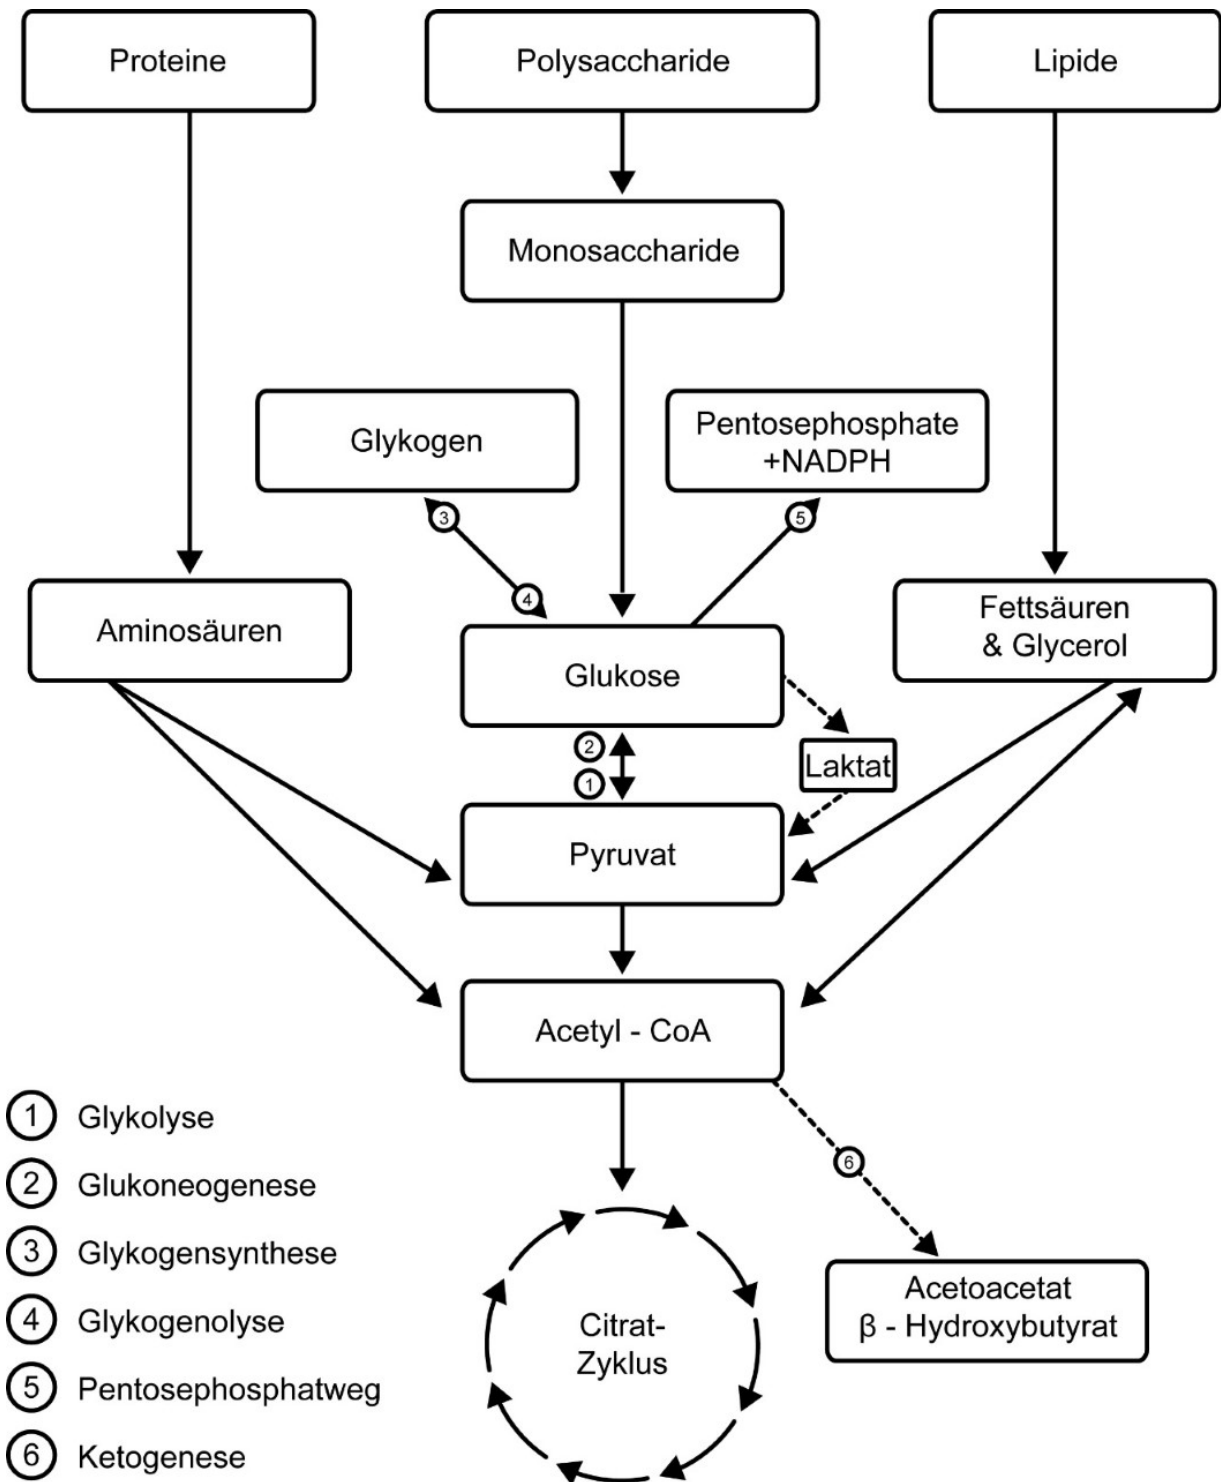 Proteine
Polysaccharide
Lipide
Monosaccharide
Glykogen
Pentosephosphate
+NADPH
3
5
4
Aminosäuren
Fettsäuren
& Glycerol
Glukose
2
1
Laktat
Pyruvat
Acetyl - CoA
6
Acetoacetat
β - Hydroxybutyrat
Citrat-
Zyklus
1 Glykolyse
2 Glukoneogenese
3 Glykogensynthese
4 Glykogenolyse
5 Pentosephosphatweg
6 Ketogenese